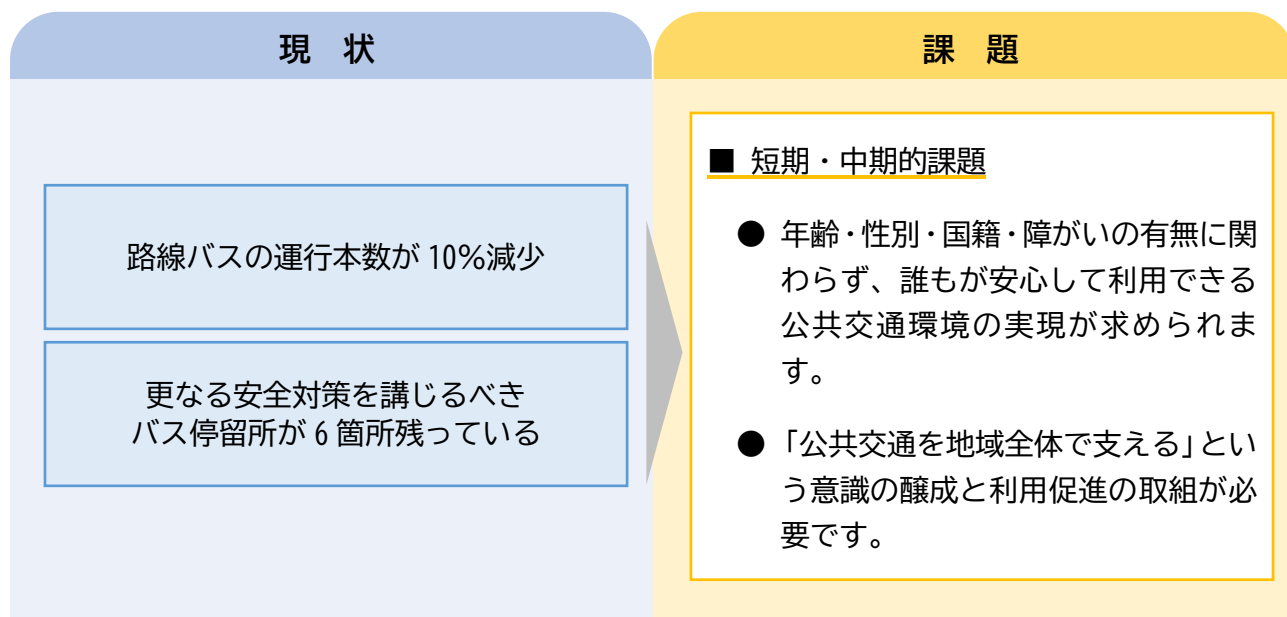 現　状
路線バスの運行本数が 10％減少
更なる安全対策を講じるべき
バス停留所が 6 箇所残っている
課　題
■ 短期・中期的課題
● 年齢・性別・国籍・障がいの有無に関
わらず、誰もが安心して利用できる
公共交通環境の実現が求められま
す。
● 「公共交通を地域全体で支える」とい
う意識の醸成と利用促進の取組が必
要です。